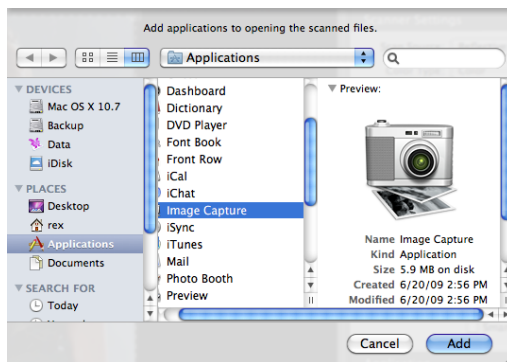 Add applications to opening the scanned files.
Applications
DEVICES
Mac OS X 10.7
Backup
Data
iDisk
PLACES
Desktop
rex
Applications
Documents
SEARCH FOR
Today
Dashboard
Dictionary
DVD Player
Font Book
Front Row
iCal
iChat
Image Capture
iSync
iTunes
Mail
Photo Booth
Preview
Preview:
Name Image Capture
Kind Application
Size 5.9 MB on disk
Created 6/20/09 2:56 PM
Modified 6/20/09 2:56 PM
Cancel
Add